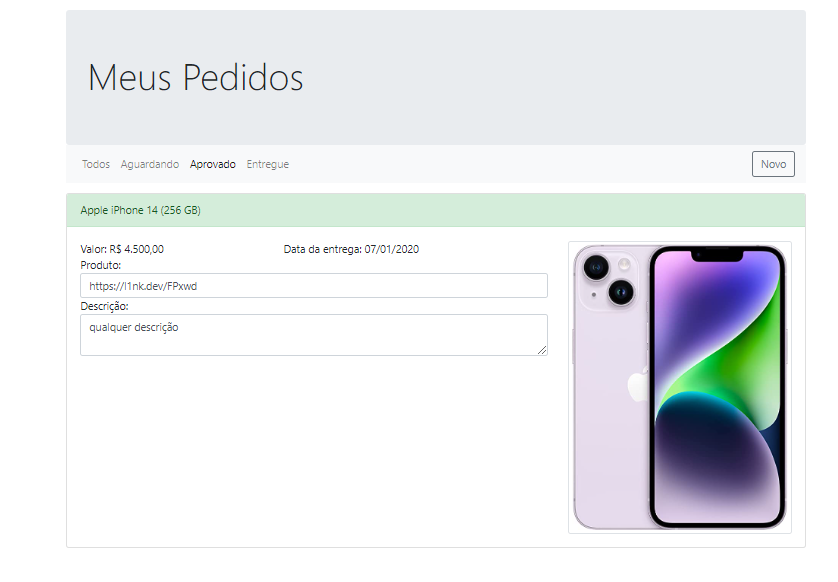 Meus Pedidos
Todos Aguardando Aprovado Entregue Novo
Apple iPhone 14 (256 GB)
Valor: R$ 4.500,00 Data da entrega: 07/01/2020
Produto:
https://l1nk.dev/FPxwd
Descrição:
qualquer descrição